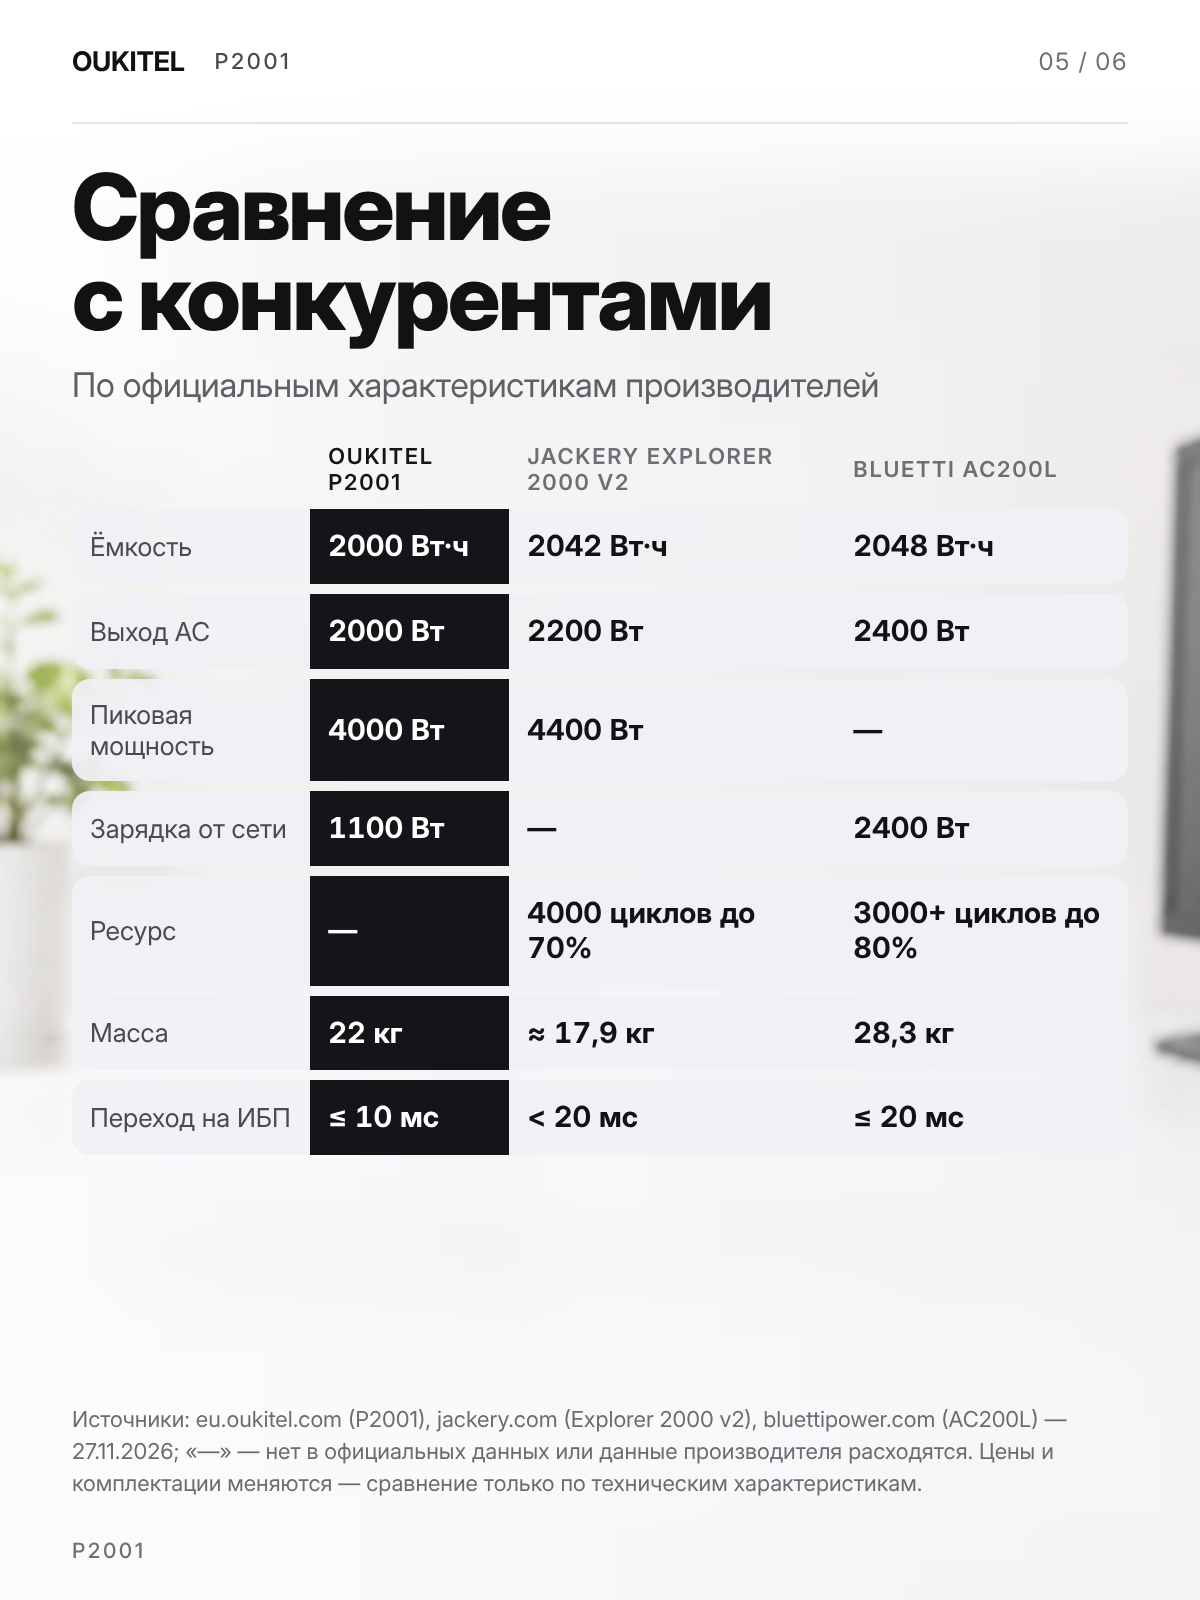 OUKITEL P2001 05 / 06
Сравнение
с конкурентами
По официальным характеристикам производителей
OUKITEL
P2001
JACKERY EXPLORER
2000 V2
BLUETTI AC200L
Ёмкость 2000 Вт·ч 2042 Вт·ч 2048 Вт·ч
Выход AC 2000 Вт 2200 Вт 2400 Вт
Пиковая
мощность
4000 Вт 4400 Вт —
Зарядка от сети 1100 Вт — 2400 Вт
Ресурс —
4000 циклов до
70%
3000+ циклов до
80%
Масса 22 кг ≈ 17,9 кг 28,3 кг
Переход на ИБП ≤ 10 мс < 20 мс ≤ 20 мс
Источники: eu.oukitel.com (P2001), jackery.com (Explorer 2000 v2), bluettipower.com (AC200L) —
27.11.2026; «—» — нет в официальных данных или данные производителя расходятся. Цены и
комплектации меняются — сравнение только по техническим характеристикам.
P2001